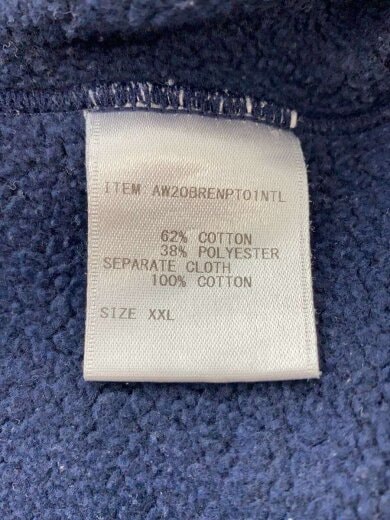 ITEM: AW20BRENPT01NTL
62% COTTON
38% POLYESTER
SEPARATE CLOTH
100% COTTON
SIZE XXL